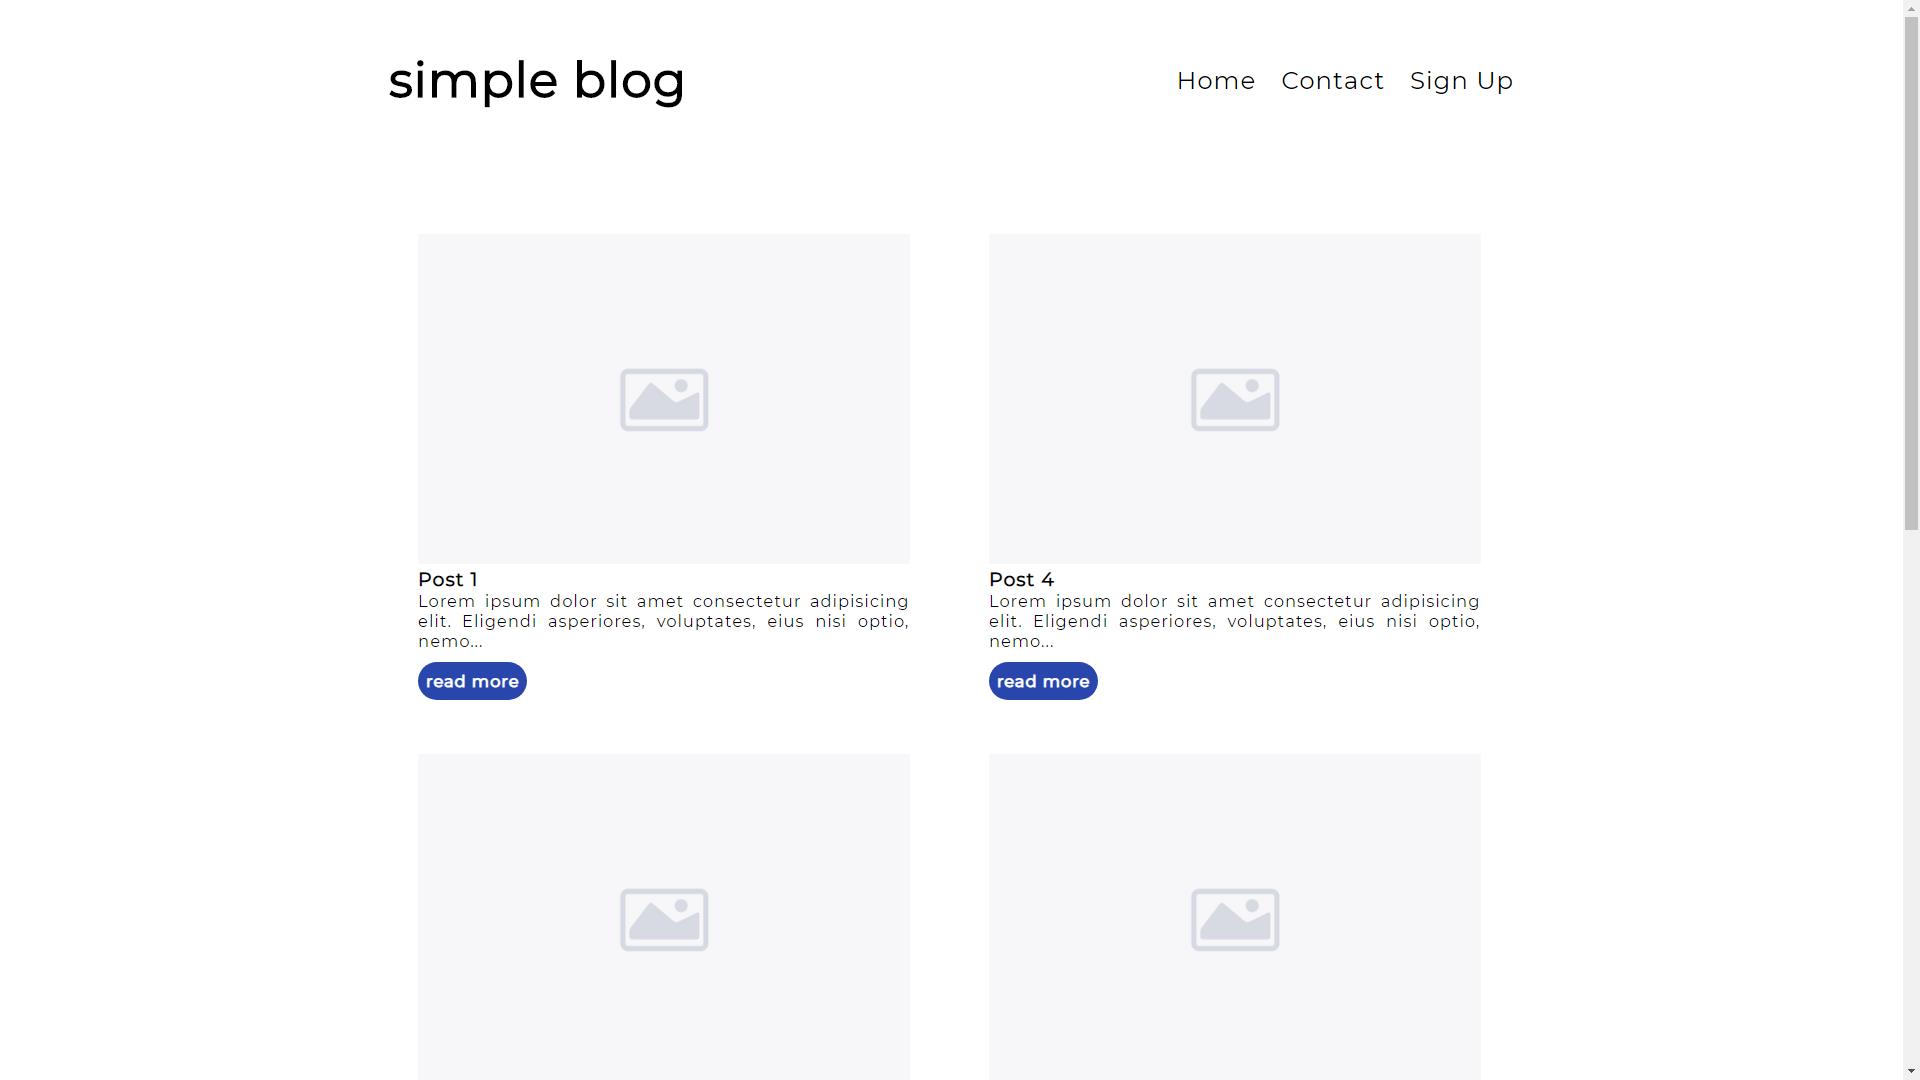 simple blog
Home Contact Sign Up
Post 1
Lorem ipsum dolor sit amet consectetur adipisicing
elit. Eligendi asperiores, voluptates, eius nisi optio,
nemo...
read more
Post 4
Lorem ipsum dolor sit amet consectetur adipisicing
elit. Eligendi asperiores, voluptates, eius nisi optio,
nemo...
read more